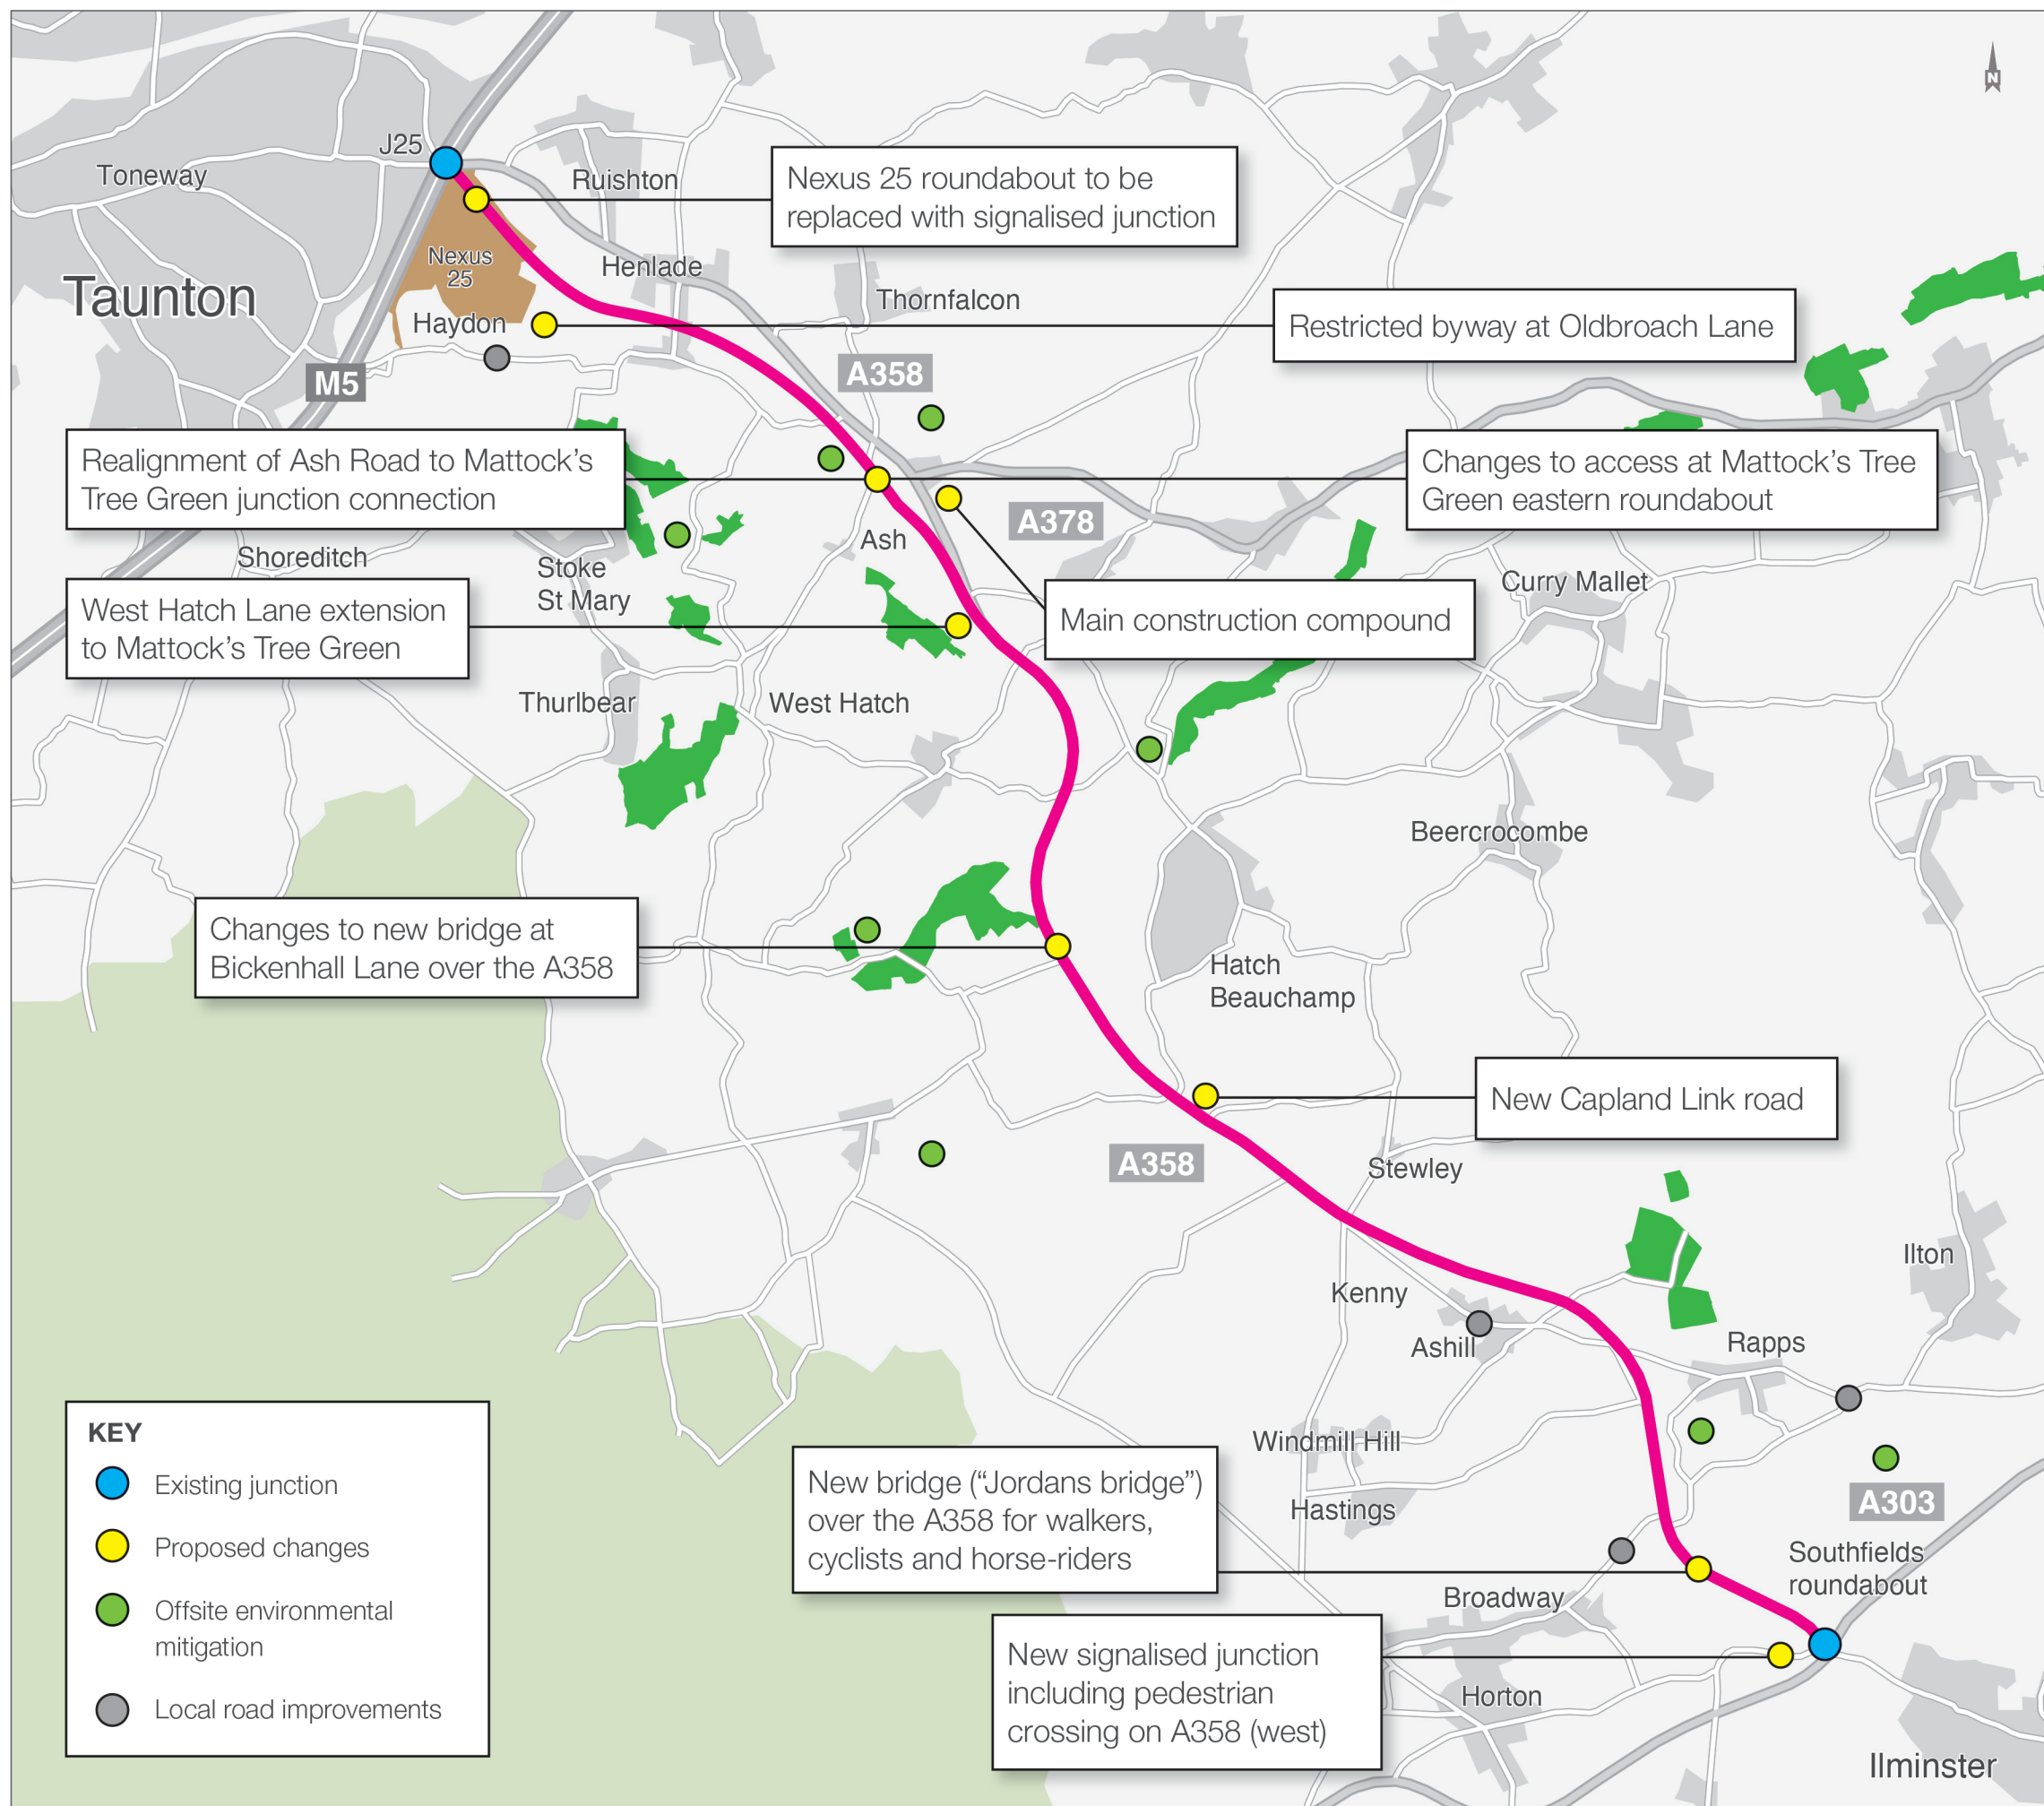 N
J25
Toneway
Ruishton
Nexus 25 roundabout to be
replaced with signalised junction
Nexus
25
Henlade
Taunton
Thornfalcon
Haydon
Restricted byway at Oldbroach Lane
M5
A358
Realignment of Ash Road to Mattock’s
Tree Green junction connection
Changes to access at Mattock’s Tree
Green eastern roundabout
A378
Ash
Shoreditch
Stoke
St Mary
Curry Mallet
West Hatch Lane extension
to Mattock’s Tree Green
Main construction compound
Thurlbear
West Hatch
Beercrocombe
Changes to new bridge at
Bickenhall Lane over the A358
Hatch
Beauchamp
New Capland Link road
A358
Stewley
Ilton
Kenny
Ashill
Rapps
Windmill Hill
Hastings
A303
New bridge (“Jordans bridge”)
over the A358 for walkers,
cyclists and horse-riders
Southfields
roundabout
Broadway
New signalised junction
including pedestrian
crossing on A358 (west)
Horton
Ilminster
KEY
Existing junction
Proposed changes
Offsite environmental
mitigation
Local road improvements